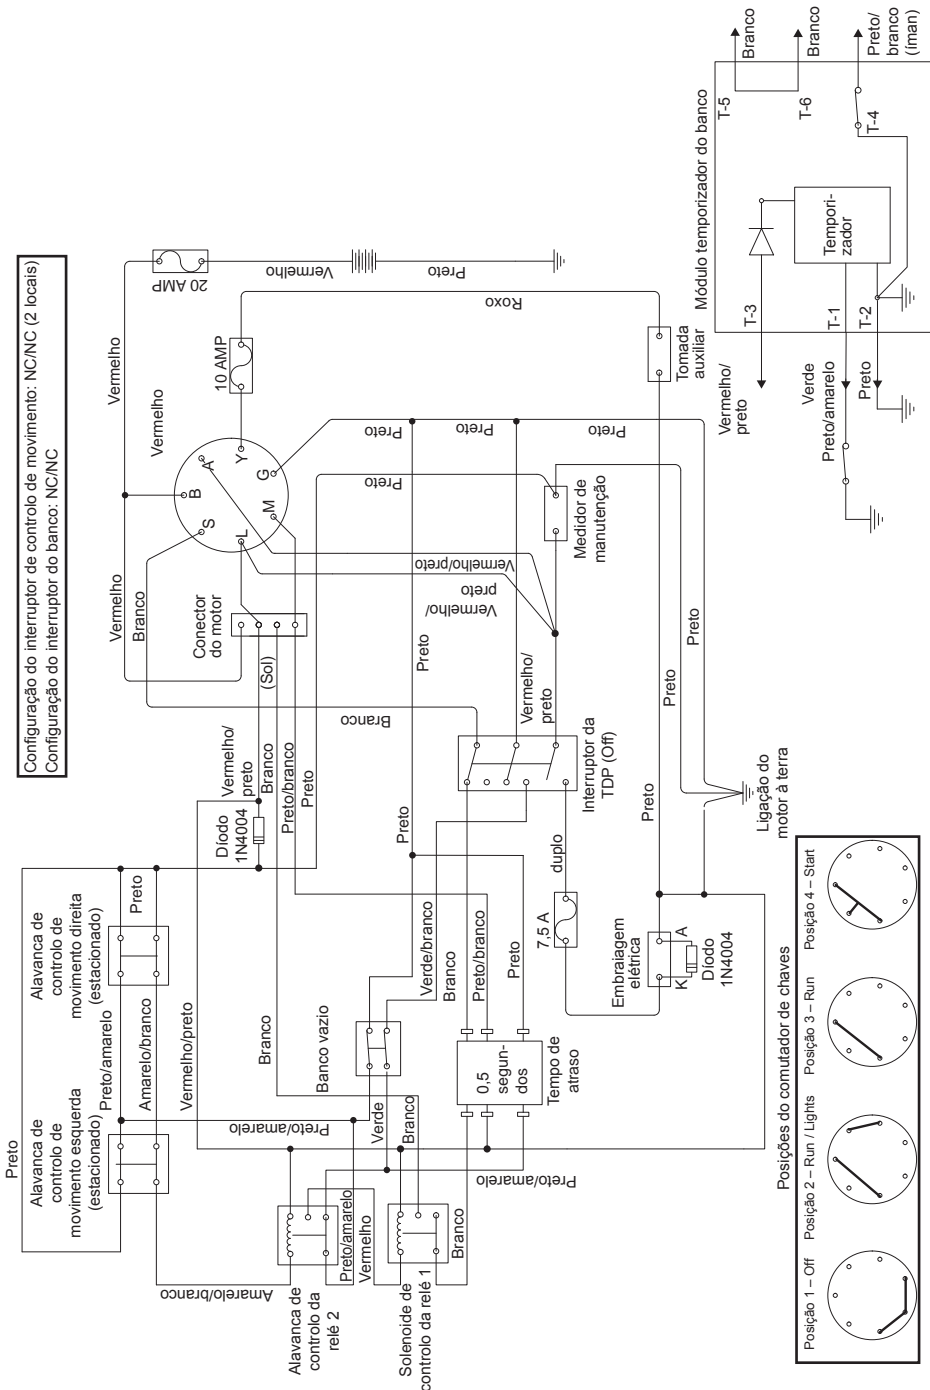 Configuração do interruptor de controlo de movimento: NC/NC (2 locais)
Configuração do interruptor do banco: NC/NC
Preto
Alavanca de
controlo de
movimento direita
(estacionado)
Preto
Preto/amarelo
Amarelo/branco
Alavanca de
controlo de
movimento esquerda
(estacionado)
Amarelo/branco
Preto/amarelo
Vermelho/preto
Branco
Vermelho
Vermelho
Branco
Vermelho
20 AMP
Vermelho
Preto
10 AMP
Roxo
B
S
L
A
Y
G
M
Conector
do motor
(Sol)
Vermelho/
preto
Branco
Preto/branco
Preto
Díodo
1N4004
Branco
Vermelho/
preto
Vermelho/preto
Preto
Preto
Preto
Preto
Preto
Medidor de
manutenção
Tomada
auxiliar
Preto
Preto
Preto
Vermelho/
preto
Interruptor da
TDP (Off)
Ligação do
motor à terra
Verde/branco
Branco
Preto/branco
Preto
duplo
7,5 A
Embraiagem
elétrica
K
A
Díodo
1N4004
Banco vazio
0,5
segun-
dos
Tempo de
atraso
Verde
Branco
Preto/amarelo
Preto/amarelo
Vermelho
Branco
Alavanca de
controlo da
relé 2
Solenoide de
controlo da relé 1
Módulo temporizador do banco
Branco
Branco
Preto/
branco
(íman)
T-5
T-6
T-4
Tempori-
zador
T-3
T-1
T-2
Vermelho/
preto
Verde
Preto/amarelo
Preto
Posições do comutador de chaves
Posição 1 – Off
Posição 2 – Run / Lights
Posição 3 – Run
Posição 4 – Start